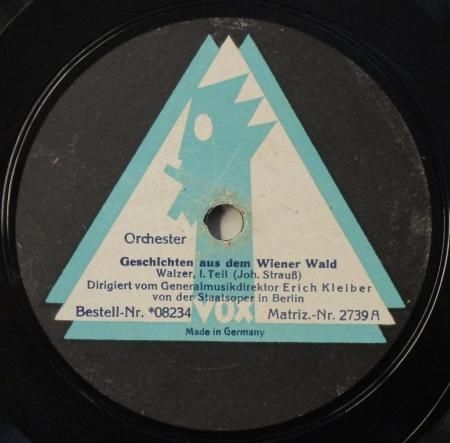 Orchester
Geschichten aus dem Wiener Wald
Walzer, I. Teil (Joh. Strauß)
Dirigiert vom Generalmusikdirektor Erich Kleiber
von der Staatsoper in Berlin
Bestell-Nr. *08234 VOX Matriz.-Nr. 2739 A
Made in Germany